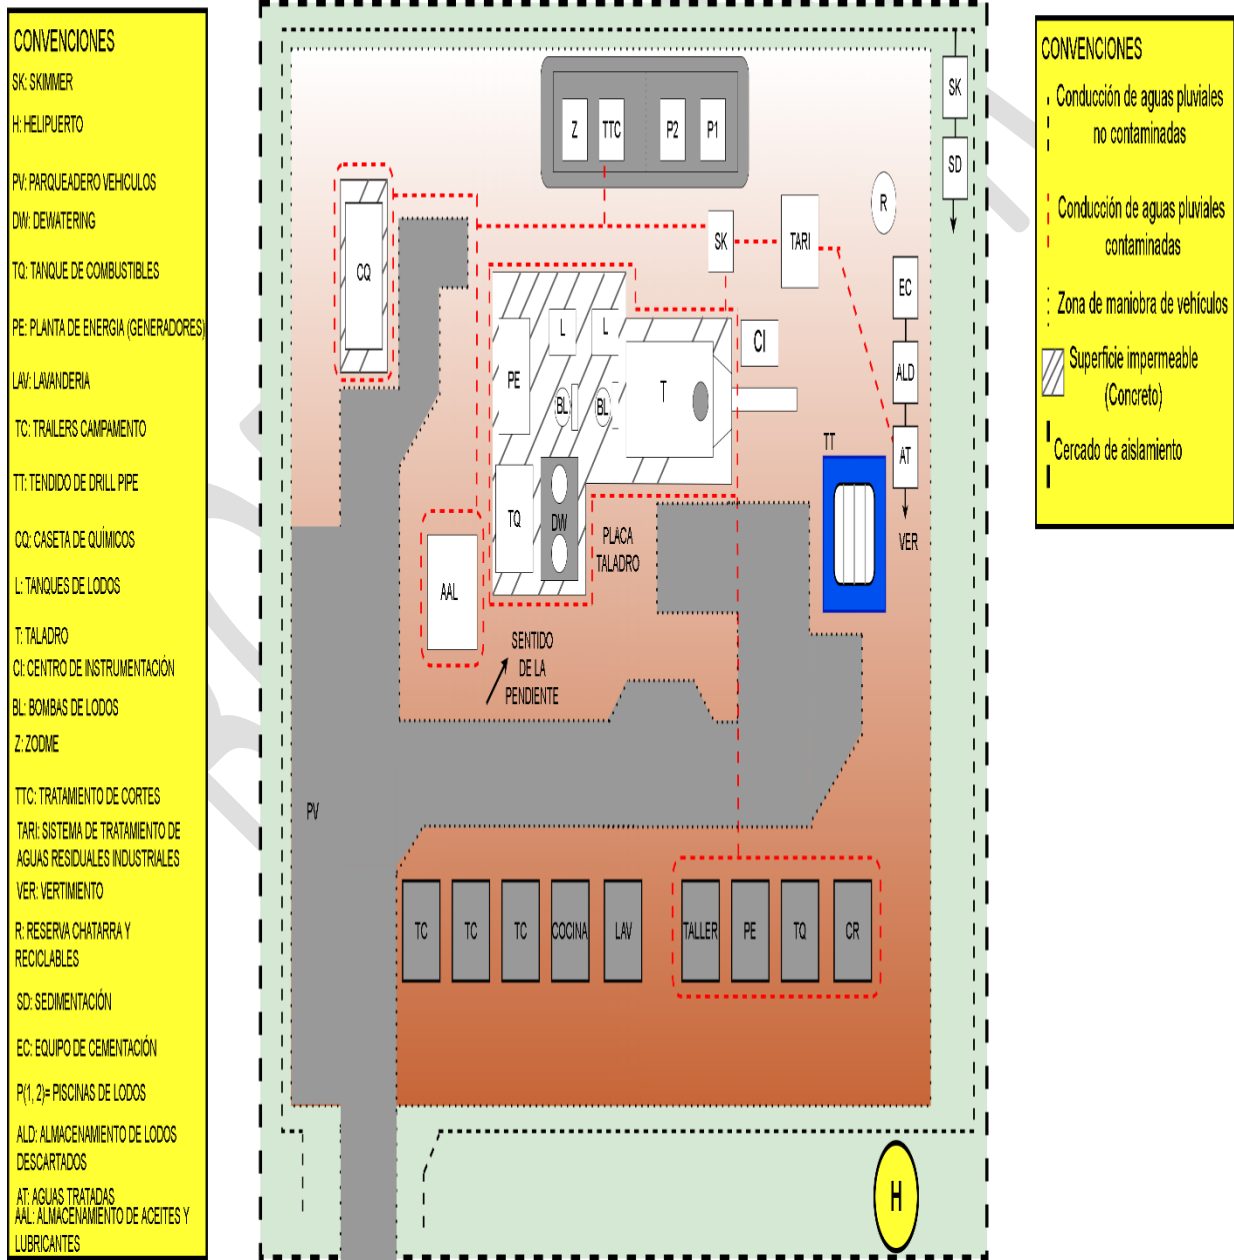 CONVENCIONES
SK: SKIMMER
H: HELIPUERTO
PV: PARQUEADERO VEHICULOS
DW: DEWATERING
TQ: TANQUE DE COMBUSTIBLES
PE: PLANTA DE ENERGIA (GENERADORES)
LAV: LAVANDERIA
TC: TRAILERS CAMPAMENTO
TT: TENDIDO DE DRILL PIPE
CQ: CASETA DE QUÍMICOS
L: TANQUES DE LODOS
T: TALADRO
CI: CENTRO DE INSTRUMENTACIÓN
BL: BOMBAS DE LODOS
Z: ZODME
TTC: TRATAMIENTO DE CORTES
TARI: SISTEMA DE TRATAMIENTO DE
AGUAS RESIDUALES INDUSTRIALES
VER: VERTIMIENTO
R: RESERVA CHATARRA Y
RECICLABLES
SD: SEDIMENTACIÓN
EC: EQUIPO DE CEMENTACIÓN
P(1, 2)= PISCINAS DE LODOS
ALD: ALMACENAMIENTO DE LODOS
DESCARTADOS
AT: AGUAS TRATADAS
AAL: ALMACENAMIENTO DE ACEITES Y
LUBRICANTES
Z
TTC
P2
P1
SK
SD
R
CQ
SK
TARI
EC
L
L
CI
PE
BL
BL
T
ALD
TT
AT
TQ
DW
PLACA
TALADRO
VER
AAL
SENTIDO
DE LA
PENDIENTE
PV
TC
TC
TC
COCINA
LAV
TALLER
PE
TQ
CR
H
CONVENCIONES
Conducción de aguas pluviales
no contaminadas
Conducción de aguas pluviales
contaminadas
Zona de maniobra de vehículos
Superficie impermeable
(Concreto)
Cercado de aislamiento